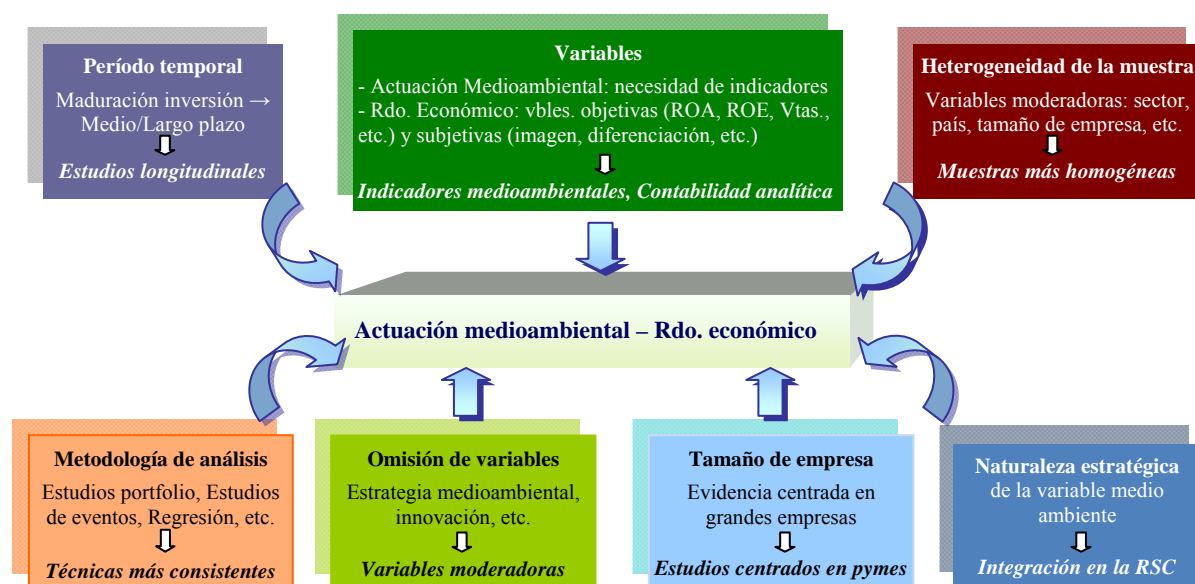 Período temporal
Maduración inversión →
Medio/Largo plazo
Estudios longitudinales
Variables
- Actuación Medioambiental: necesidad de indicadores
- Rdo. Económico: vbles. objetivas (ROA, ROE, Vtas.,
etc.) y subjetivas (imagen, diferenciación, etc.)
Indicadores medioambientales, Contabilidad analítica
Heterogeneidad de la muestra
Variables moderadoras: sector,
país, tamaño de empresa, etc.
Muestras más homogéneas
Actuación medioambiental – Rdo. económico
Metodología de análisis
Estudios portfolio, Estudios
de eventos, Regresión, etc.
Técnicas más consistentes
Omisión de variables
Estrategia medioambiental,
innovación, etc.
Variables moderadoras
Tamaño de empresa
Evidencia centrada en
grandes empresas
Estudios centrados en pymes
Naturaleza estratégica
de la variable medio
ambiente
Integración en la RSC